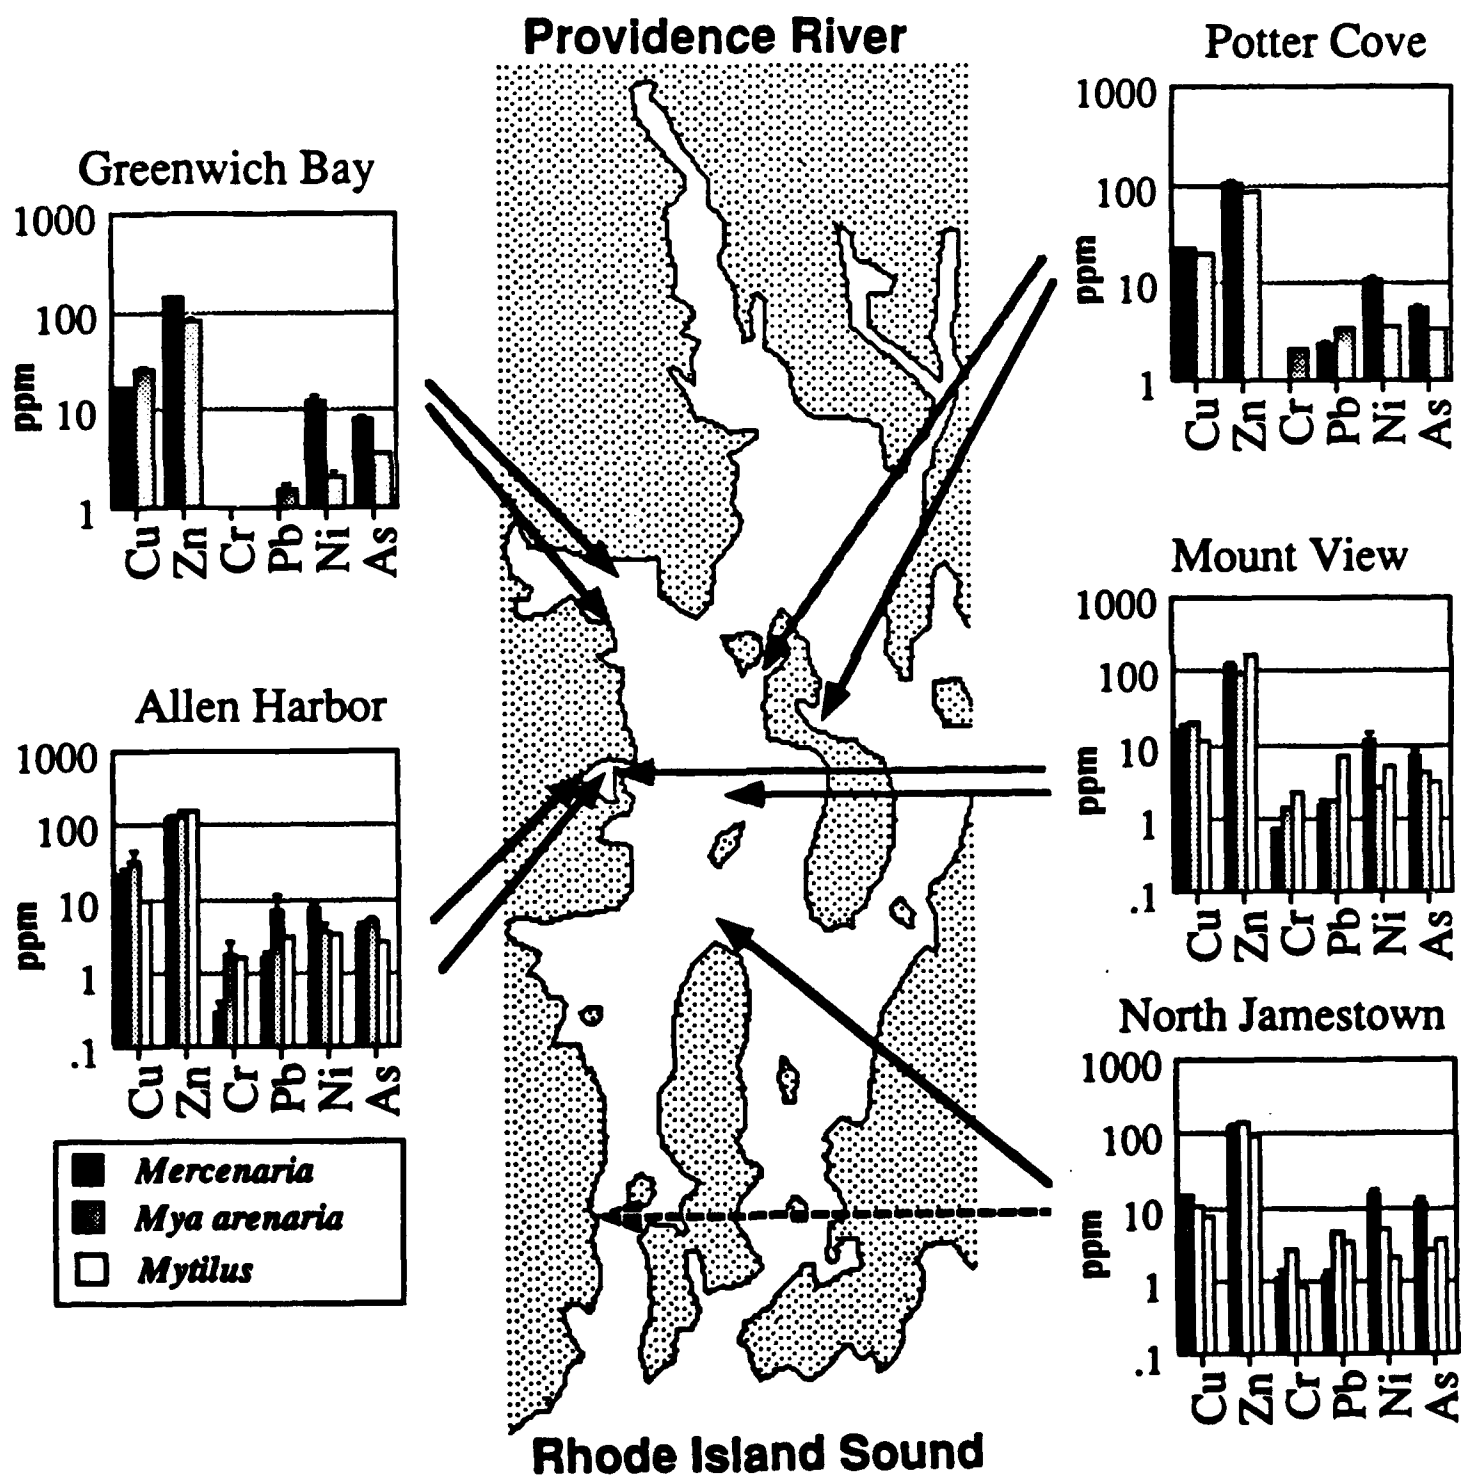 Providence River
Potter Cove
1000
100
10
1
ppm
Cu
Zn
Cr
Pb
Ni
As
Greenwich Bay
1000
100
10
1
ppm
Cu
Zn
Cr
Pb
Ni
As
Mount View
1000
100
10
1
.1
ppm
Cu
Zn
Cr
Pb
Ni
As
Allen Harbor
1000
100
10
1
.1
ppm
Cu
Zn
Cr
Pb
Ni
As
North Jamestown
1000
100
10
1
.1
ppm
Cu
Zn
Cr
Pb
Ni
As
Mercenaria
Mya arenaria
Mytilus
Rhode Island Sound